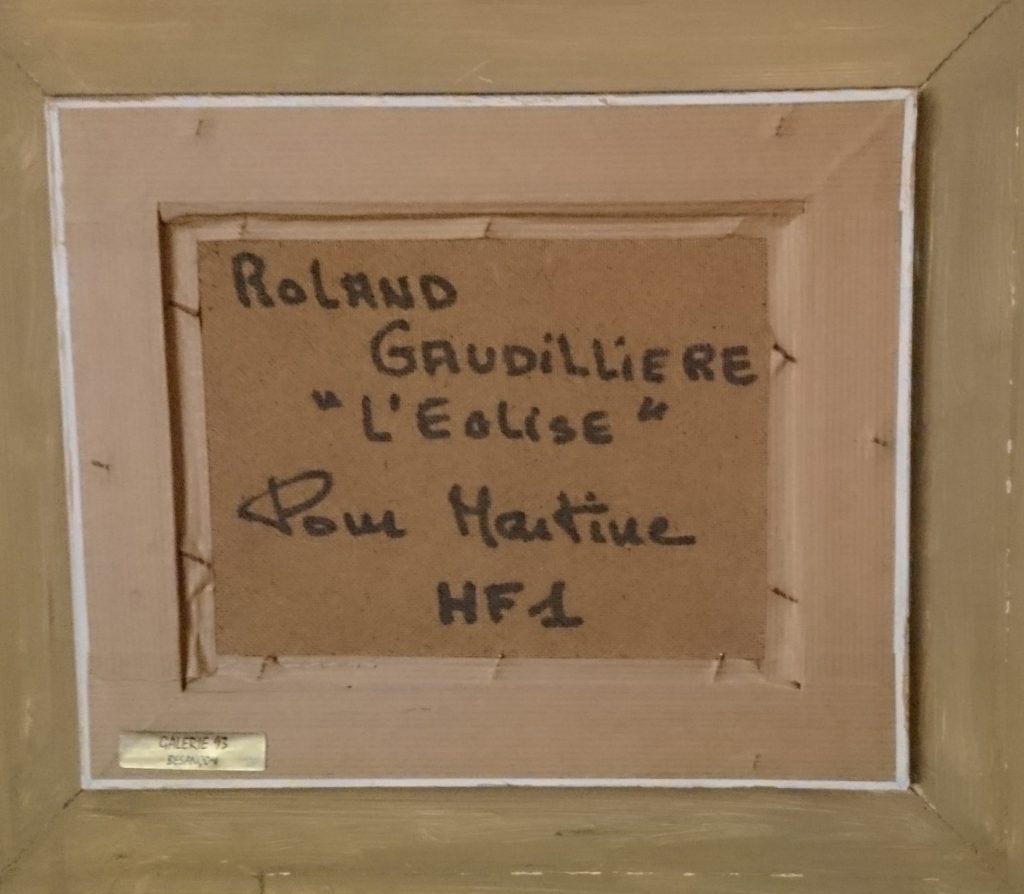 ROLAND
GAUDILLIERE
"L'EGLISE"
Pour Martine
HF1
GALERIE 93
BESANÇON